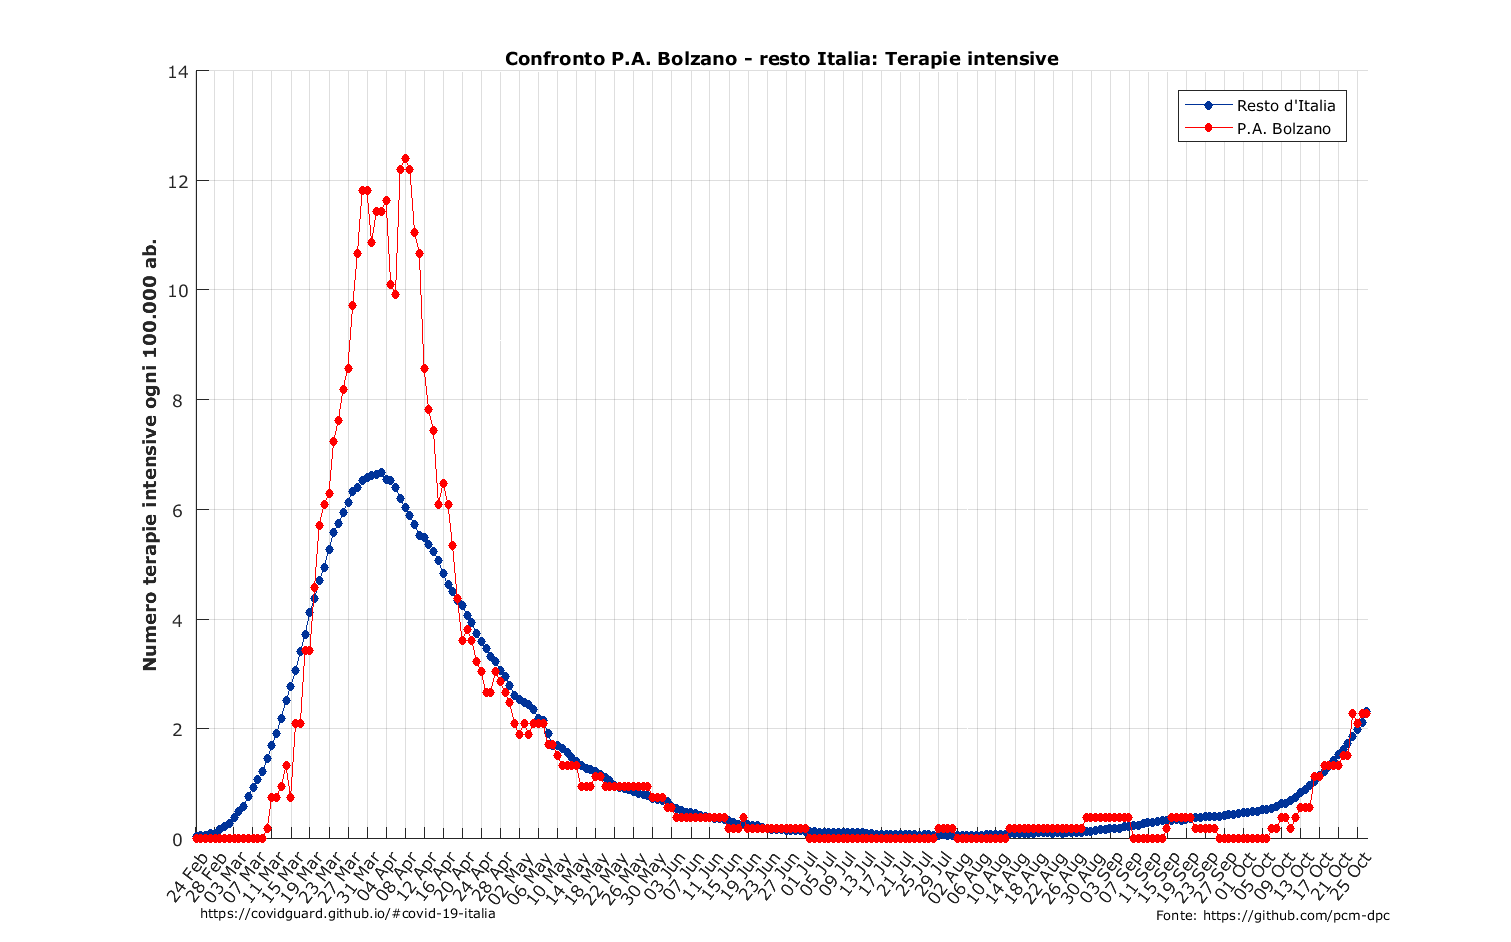 Confronto P.A. Bolzano - resto Italia: Terapie intensive
Resto d'Italia
P.A. Bolzano
Numero terapie intensive ogni 100.000 ab.
14
12
10
8
6
4
2
0
24 Feb
28 Feb
03 Mar
07 Mar
11 Mar
15 Mar
19 Mar
23 Mar
27 Mar
31 Mar
04 Apr
08 Apr
12 Apr
16 Apr
20 Apr
24 Apr
28 Apr
02 May
06 May
10 May
14 May
18 May
22 May
26 May
30 May
03 Jun
07 Jun
11 Jun
15 Jun
19 Jun
23 Jun
27 Jun
01 Jul
05 Jul
09 Jul
13 Jul
17 Jul
21 Jul
25 Jul
29 Jul
02 Aug
06 Aug
10 Aug
14 Aug
18 Aug
22 Aug
26 Aug
30 Aug
03 Sep
07 Sep
11 Sep
15 Sep
19 Sep
23 Sep
27 Sep
01 Oct
05 Oct
09 Oct
13 Oct
17 Oct
21 Oct
25 Oct
https://covidguard.github.io/#covid-19-italia
Fonte: https://github.com/pcm-dpc